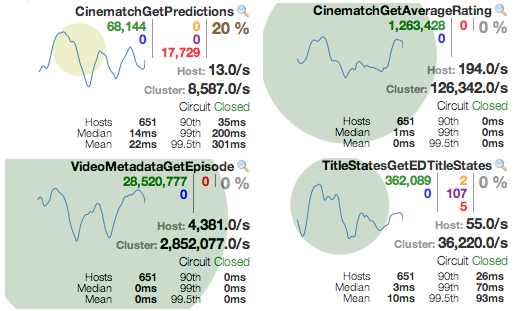 CinematchGetPredictions
68,144 0 20 %
0 0
17,729
Host: 13.0/s
Cluster: 8,587.0/s
Circuit Closed
Hosts 651 90th 35ms
Median 14ms 99th 200ms
Mean 22ms 99.5th 301ms
CinematchGetAverageRating
1,263,428 0 0 %
0
Host: 194.0/s
Cluster: 126,342.0/s
Circuit Closed
Hosts 651 90th 0ms
Median 1ms 99th 0ms
Mean 0ms 99.5th 0ms
VideoMetadataGetEpisode
28,520,777 0 0 %
0
Host: 4,381.0/s
Cluster: 2,852,077.0/s
Circuit Closed
Hosts 651 90th 0ms
Median 0ms 99th 0ms
Mean 0ms 99.5th 0ms
TitleStatesGetEDTitleStates
362,089 2 0 %
0 107
5
Host: 55.0/s
Cluster: 36,220.0/s
Circuit Closed
Hosts 651 90th 26ms
Median 3ms 99th 70ms
Mean 10ms 99.5th 93ms